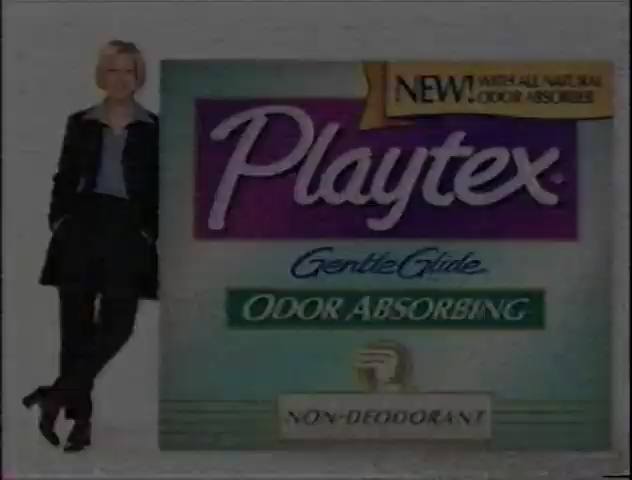 NEW! WITH ALL NATURAL
ODOR ABSORBER
Playtex
Gentle Glide
ODOR ABSORBING
NON-DEODORANT